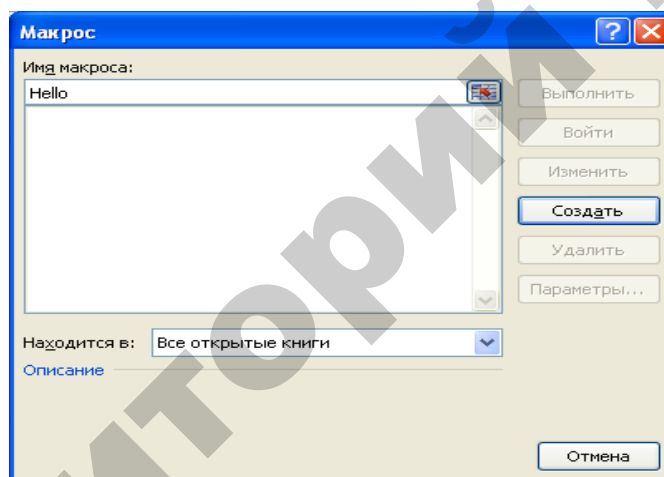 Макрос
Имя макроса:
Hello
Выполнить
Войти
Изменить
Создать
Удалить
Параметры...
Находится в: Все открытые книги
Описание
Отмена